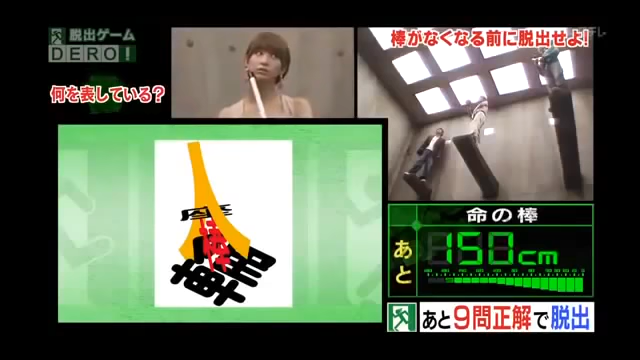 脱出ゲーム
DERO!
棒がなくなる前に脱出せよ!
テレ
何を表している?
命の棒
あと
150cm
あと9問正解で脱出